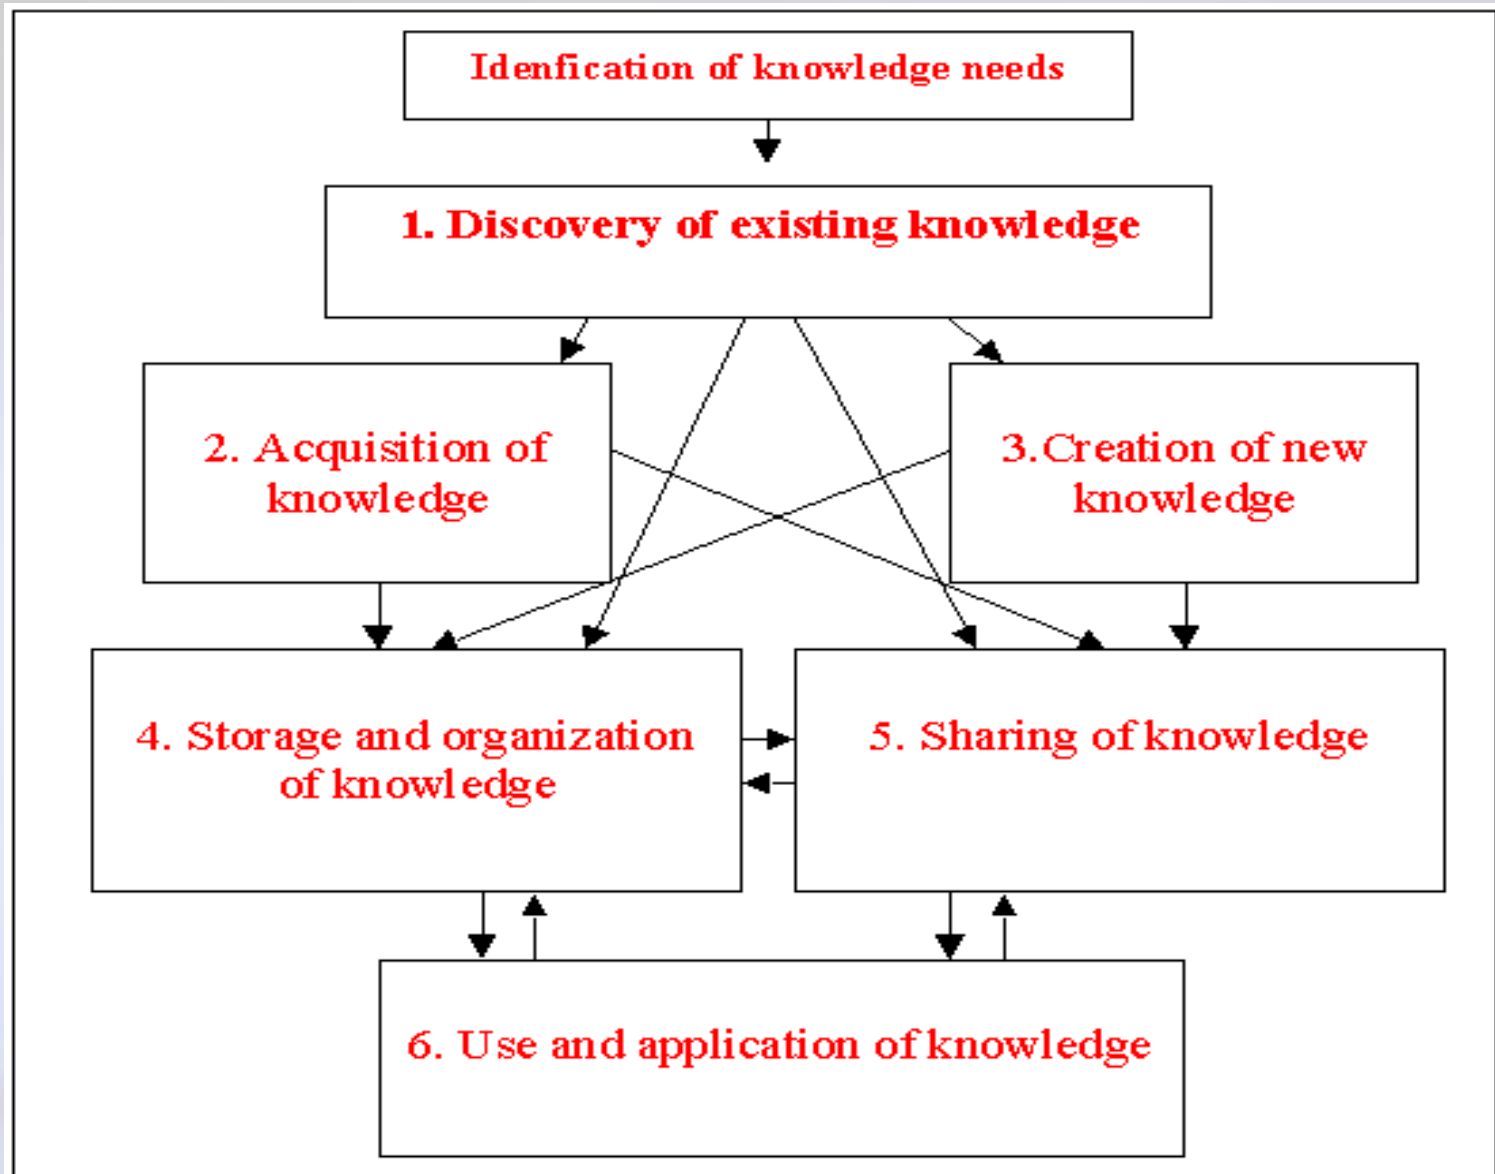 Idenfication of knowledge needs
1. Discovery of existing knowledge
2. Acquisition of
knowledge
3.Creation of new
knowledge
4. Storage and organization
of knowledge
5. Sharing of knowledge
6. Use and application of knowledge